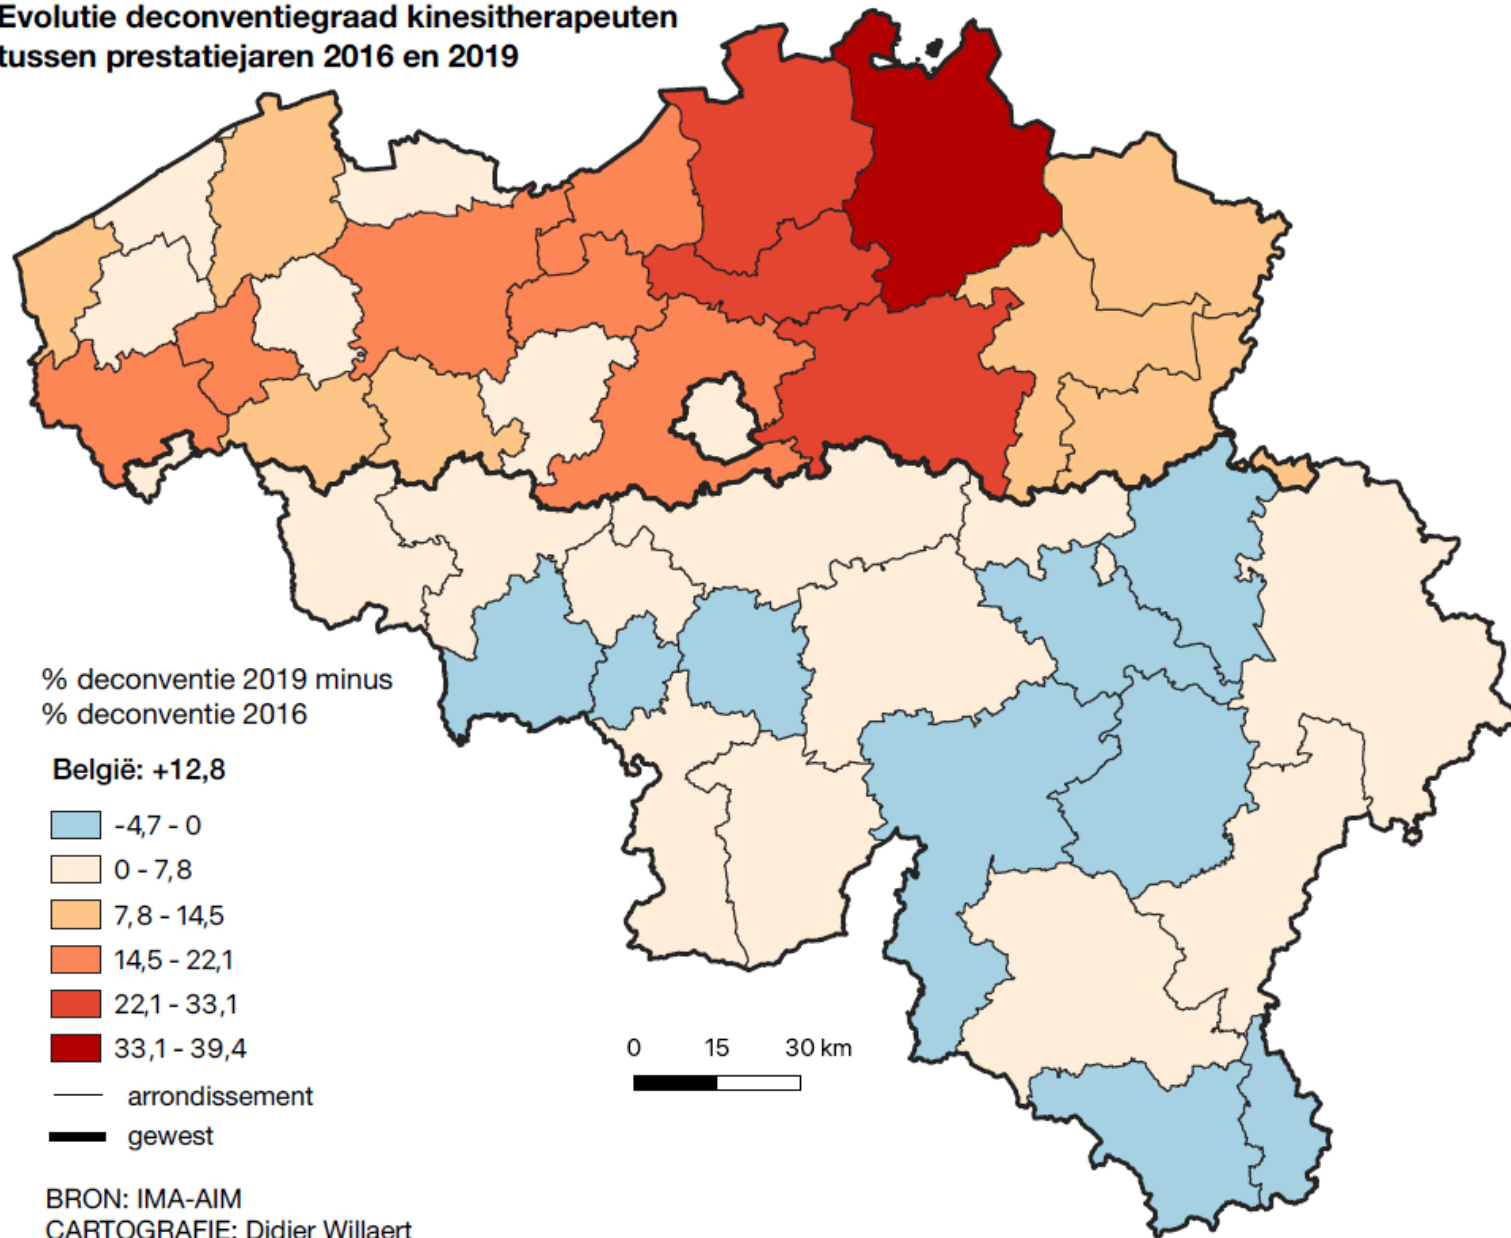 Evolutie deconventiegraad kinesitherapeuten
tussen prestatiejaren 2016 en 2019
% deconventie 2019 minus
% deconventie 2016
België: +12,8
-4,7 - 0
0 - 7,8
7,8 - 14,5
14,5 - 22,1
22,1 - 33,1
33,1 - 39,4
arrondissement
gewest
0 15 30 km
BRON: IMA-AIM
CARTOGRAFIE: Didier Willaert